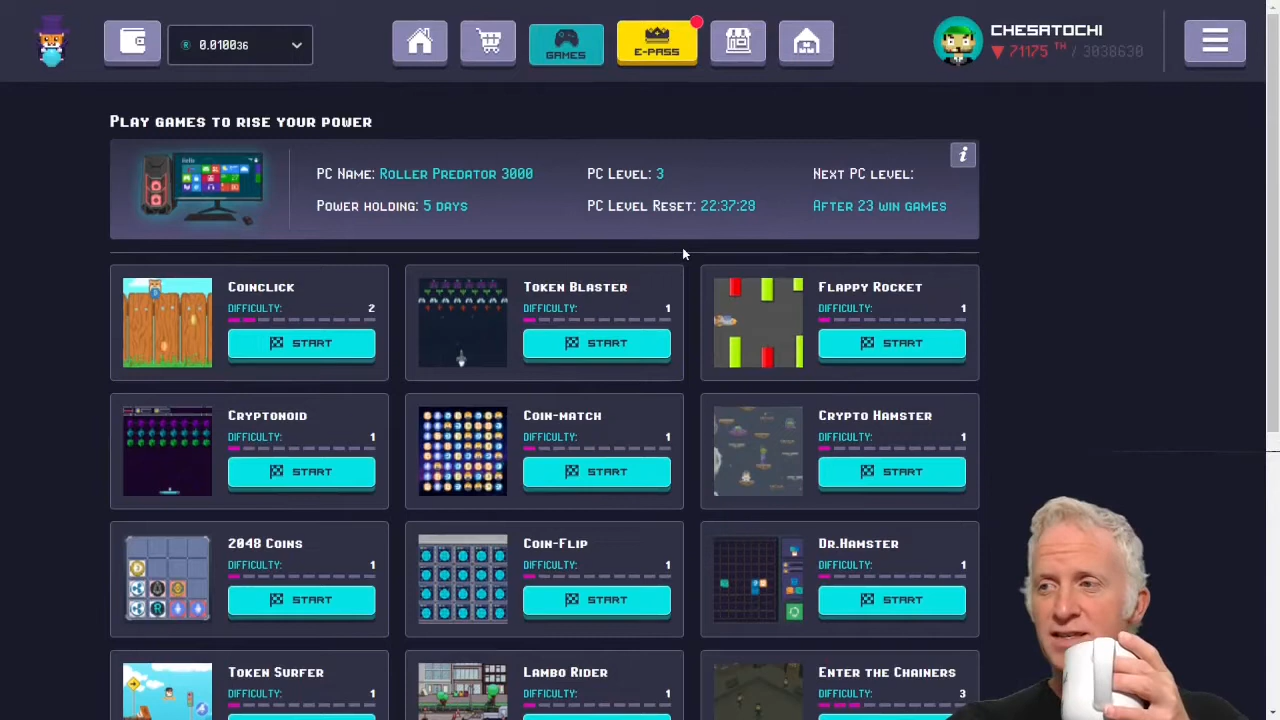 0.010036
GAMES
E-PASS
CHESATOCHI
71175 TH / 3038630
PLAY GAMES TO RISE YOUR POWER
PC NAME: ROLLER PREDATOR 3000
PC LEVEL: 3
NEXT PC LEVEL:
POWER HOLDING: 5 DAYS
PC LEVEL RESET: 22:37:28
AFTER 23 WIN GAMES
COINCLICK
DIFFICULTY: 2
START
TOKEN BLASTER
DIFFICULTY: 1
START
FLAPPY ROCKET
DIFFICULTY: 1
START
CRYPTONOID
DIFFICULTY: 1
START
COIN-MATCH
DIFFICULTY: 1
START
CRYPTO HAMSTER
DIFFICULTY: 1
START
2048 COINS
DIFFICULTY: 1
START
COIN-FLIP
DIFFICULTY: 1
START
DR.HAMSTER
DIFFICULTY: 1
START
TOKEN SURFER
DIFFICULTY: 1
LAMBO RIDER
DIFFICULTY: 1
ENTER THE CHAINERS
DIFFICULTY: 3